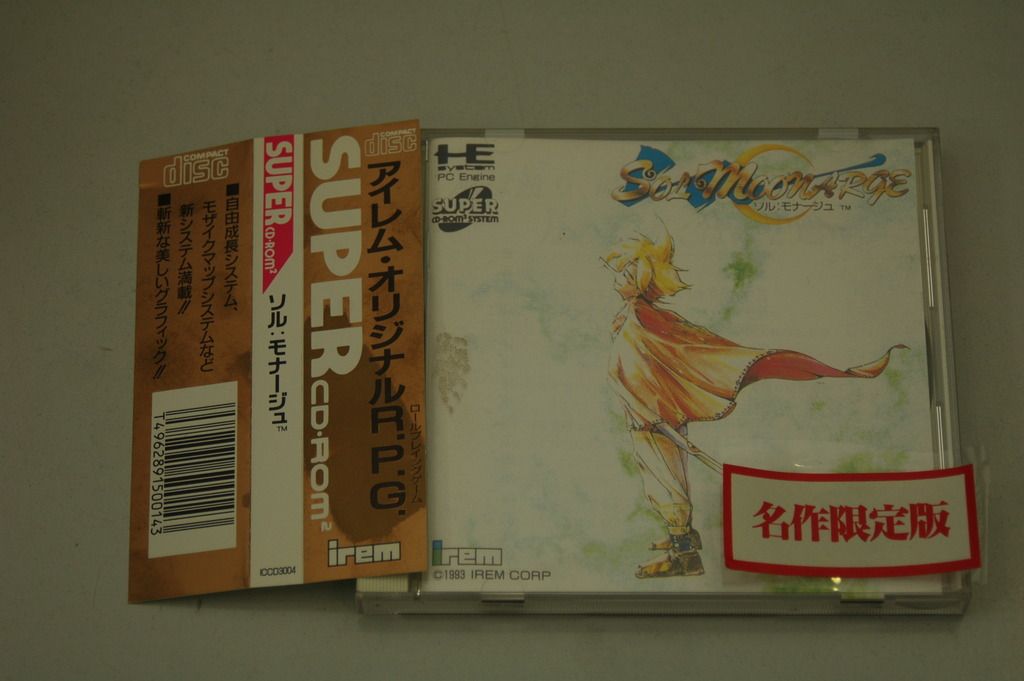 COMPACT
disc
■自由成長システム、
モザイクマップシステムなど
新システム満載!!
■斬新な美しいグラフィック!!
T4962891500143
SUPER CD-ROM²
ソル:モナージュ™
ICCD3004
COMPACT
disc
アイレム・オリジナルR.P.G.
ロールプレイングゲーム
SUPER CD-ROM²
irem
HE
SYSTEM
PC Engine
SUPER
CD-ROM² SYSTEM
SOL MOONARGE
ソル:モナージュ ™
irem
©1993 IREM CORP
名作限定版